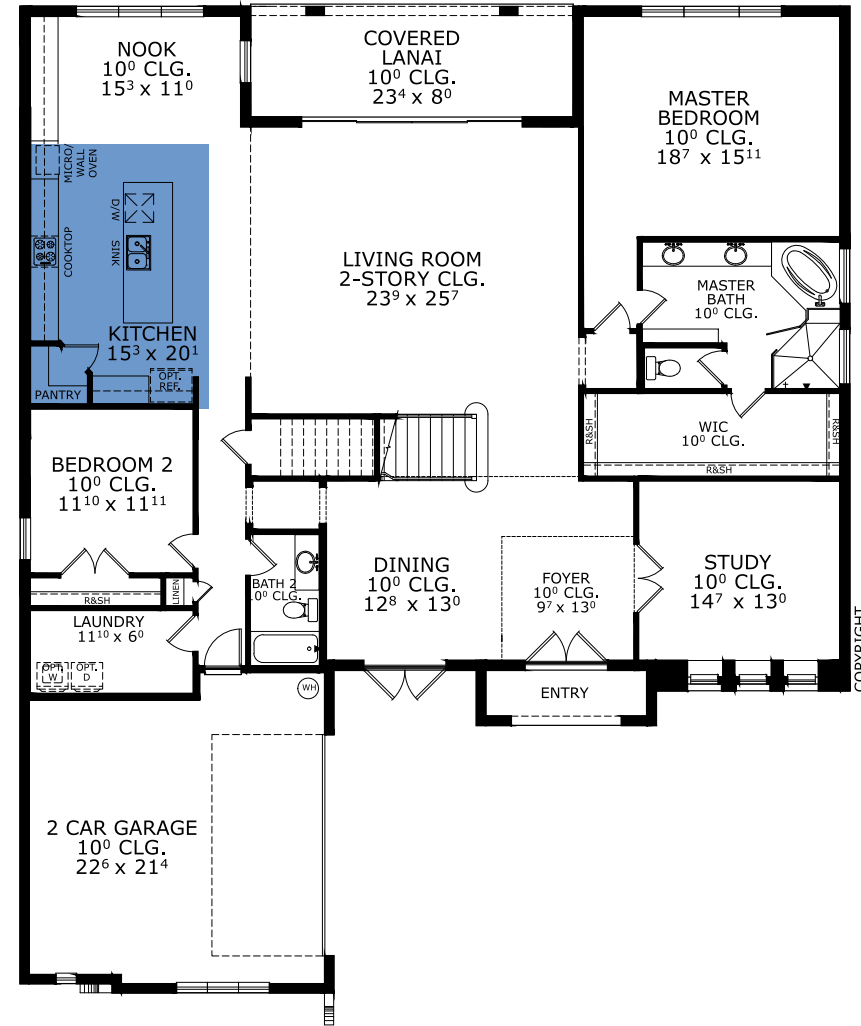 NOOK
10⁰ CLG.
15³ x 11⁰
COVERED
LANAI
10⁰ CLG.
23⁴ x 8⁰
MASTER
BEDROOM
10⁰ CLG.
18⁷ x 15¹¹
MICRO/
WALL
OVEN
D/W
SINK
COOKTOP
KITCHEN
15³ x 20¹
OPT.
REF.
PANTRY
LIVING ROOM
2-STORY CLG.
23⁹ x 25⁷
MASTER
BATH
10⁰ CLG.
WIC
10⁰ CLG.
R&SH
R&SH
R&SH
BEDROOM 2
10⁰ CLG.
11¹⁰ x 11¹¹
R&SH
LINEN
BATH 2
10⁰ CLG.
DINING
10⁰ CLG.
12⁸ x 13⁰
FOYER
10⁰ CLG.
9⁷ x 13⁰
STUDY
10⁰ CLG.
14⁷ x 13⁰
LAUNDRY
11¹⁰ x 6⁰
OPT.
W
OPT.
D
WH
ENTRY
COPYRIGHT
2 CAR GARAGE
10⁰ CLG.
22⁶ x 21⁴